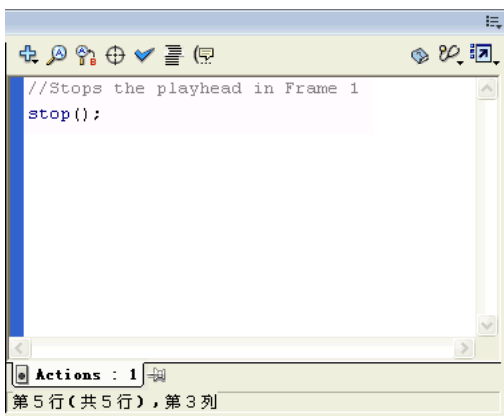 //Stops the playhead in Frame 1
stop();
Actions : 1
第5行(共5行),第3列